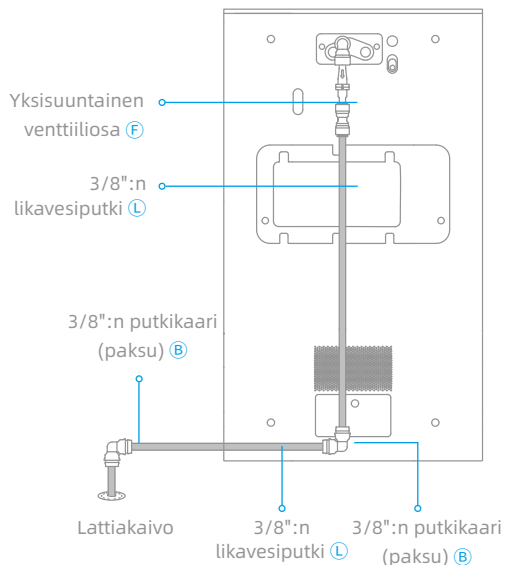 Yksisuuntainen
venttiiliosa Ⓕ
3/8":n
likavesiputki Ⓛ
3/8":n putkikaari
(paksu) Ⓑ
Lattiakaivo
3/8":n
likavesiputki Ⓛ
3/8":n putkikaari
(paksu) Ⓑ